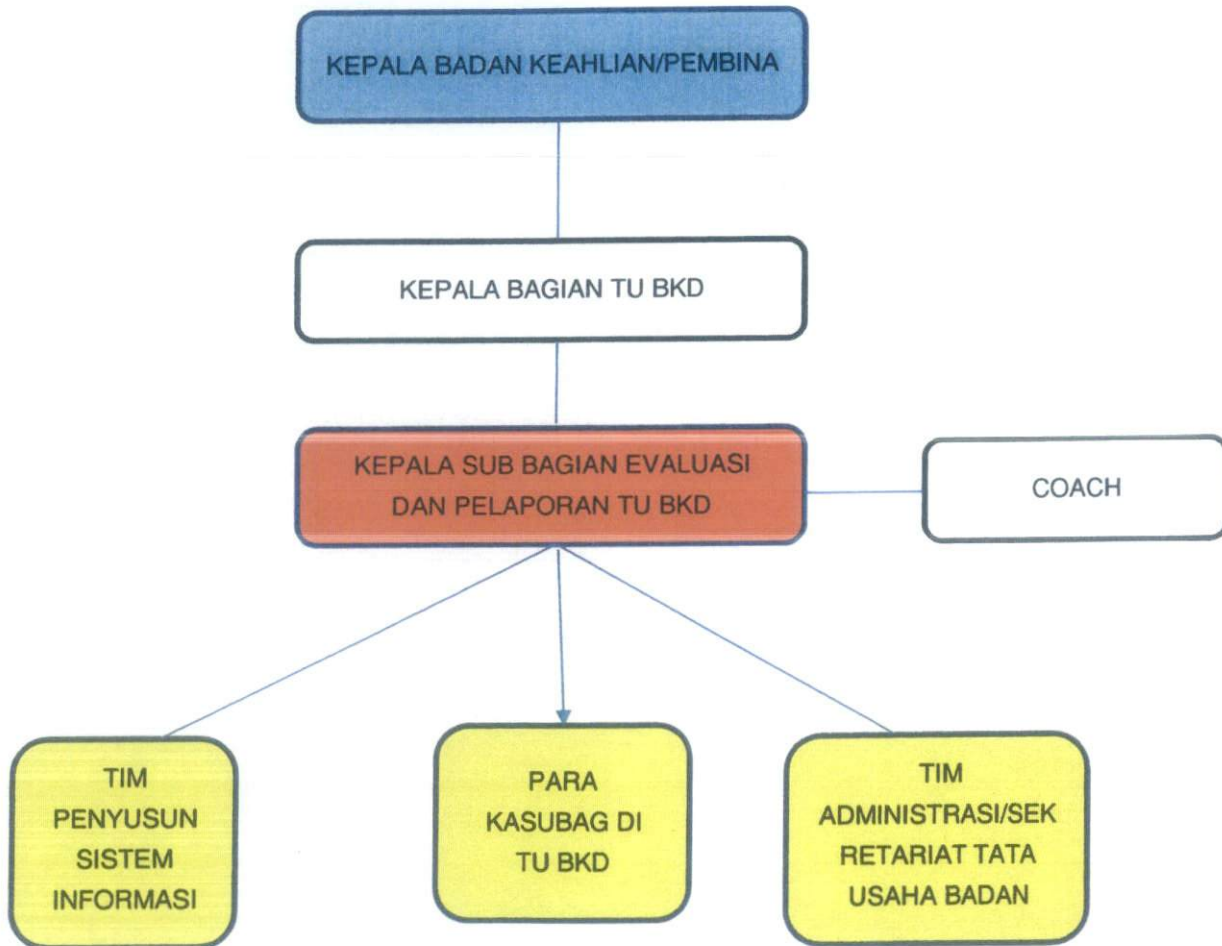 KEPALA BADAN KEAHLIAN/PEMBINA
KEPALA BAGIAN TU BKD
KEPALA SUB BAGIAN EVALUASI
DAN PELAPORAN TU BKD
COACH
TIM
PENYUSUN
SISTEM
INFORMASI
PARA
KASUBAG DI
TU BKD
TIM
ADMINISTRASI/SEK
RETARIAT TATA
USAHA BADAN